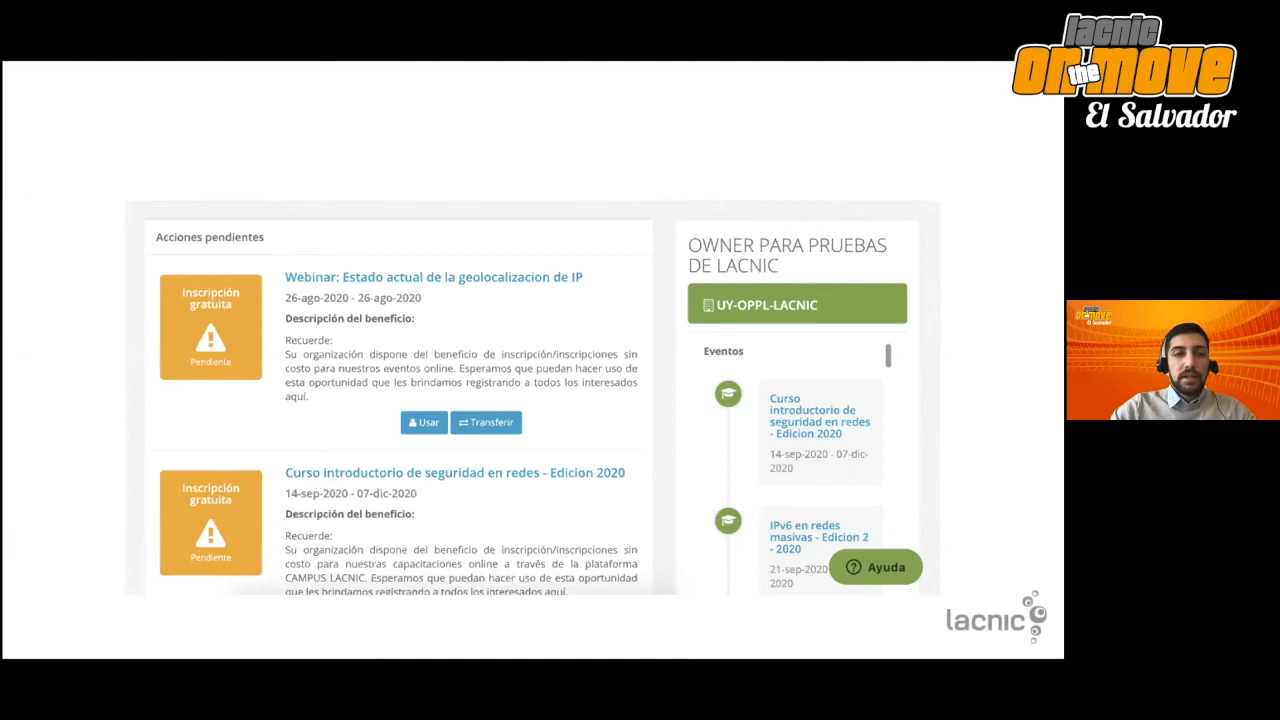 lacnic
on the move
El Salvador
Acciones pendientes
Inscripción
gratuita
Pendiente
Webinar: Estado actual de la geolocalizacion de IP
26-ago-2020 - 26-ago-2020
Descripción del beneficio:
Recuerde:
Su organización dispone del beneficio de inscripción/inscripciones sin
costo para nuestros eventos online. Esperamos que puedan hacer uso de
esta oportunidad que les brindamos registrando a todos los interesados
aquí.
Usar
Transferir
Inscripción
gratuita
Pendiente
Curso introductorio de seguridad en redes - Edicion 2020
14-sep-2020 - 07-dic-2020
Descripción del beneficio:
Recuerde:
Su organización dispone del beneficio de inscripción/inscripciones sin
costo para nuestras capacitaciones online a través de la plataforma
CAMPUS LACNIC. Esperamos que puedan hacer uso de esta oportunidad
que les brindamos registrando a todos los interesados aquí.
OWNER PARA PRUEBAS
DE LACNIC
UY-OPPL-LACNIC
Eventos
Curso
introductorio de
seguridad en redes
- Edicion 2020
14-sep-2020 - 07-dic-
2020
IPv6 en redes
masivas - Edicion 2
- 2020
21-sep-2020
2020
Ayuda
lacnic
on the move
El Salvador